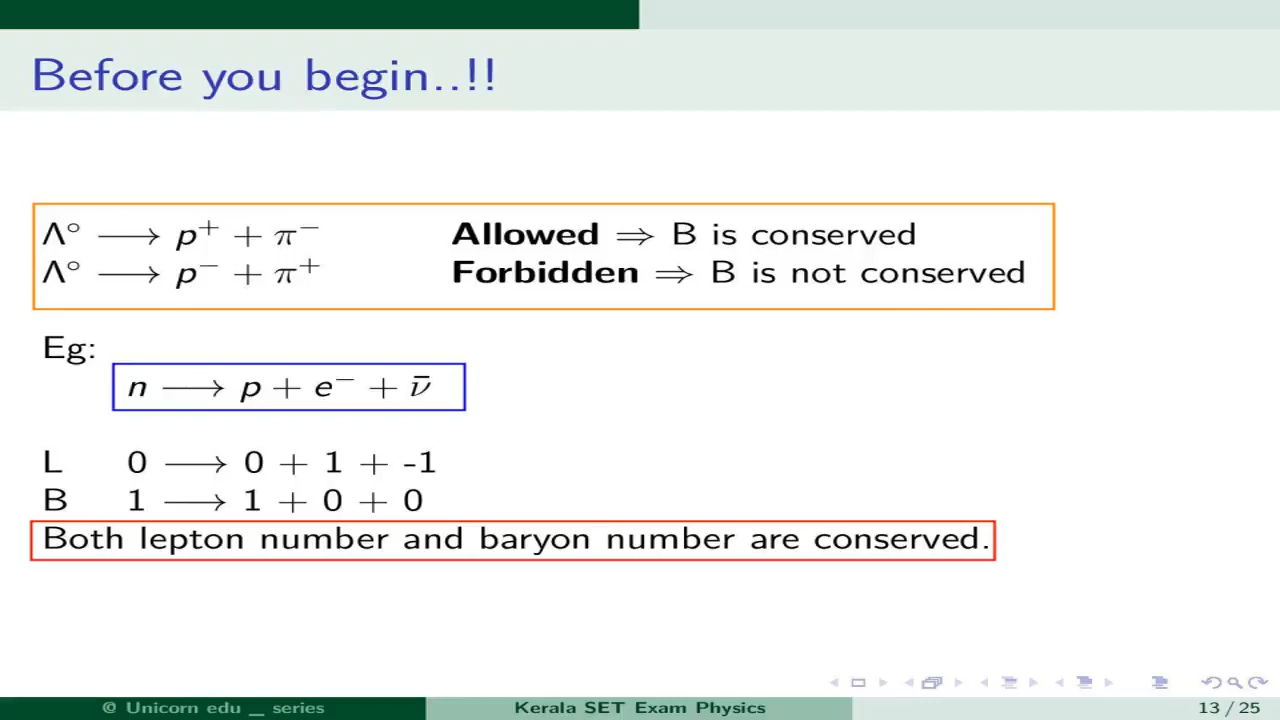 Before you begin..!!
Λ° ⟶ p⁺ + π⁻ Allowed ⇒ B is conserved
Λ° ⟶ p⁻ + π⁺ Forbidden ⇒ B is not conserved
Eg:
n ⟶ p + e⁻ + ν̄
L 0 ⟶ 0 + 1 + -1
B 1 ⟶ 1 + 0 + 0
Both lepton number and baryon number are conserved.
@ Unicorn edu _ series Kerala SET Exam Physics 13 / 25